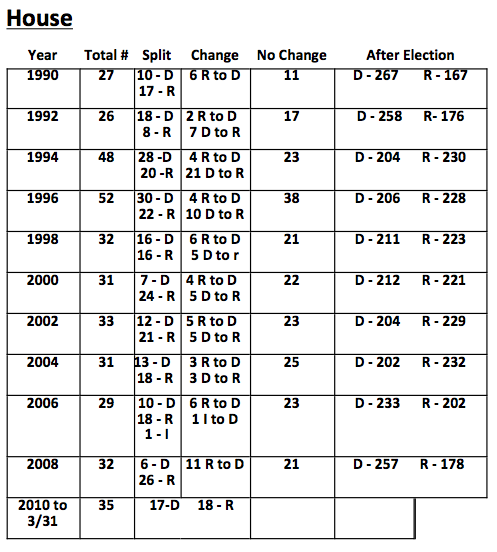 House
Year Total # Split Change No Change After Election
1990 27 10 - D 6 R to D 11 D - 267 R - 167
17 - R
1992 26 18 - D 2 R to D 17 D - 258 R- 176
8 - R 7 D to R
1994 48 28 -D 4 R to D 23 D - 204 R - 230
20 -R 21 D to R
1996 52 30 - D 4 R to D 38 D - 206 R - 228
22 - R 10 D to R
1998 32 16 - D 6 R to D 21 D - 211 R - 223
16 - R 5 D to r
2000 31 7 - D 4 R to D 22 D - 212 R - 221
24 - R 5 D to R
2002 33 12 - D 5 R to D 23 D - 204 R - 229
21 - R 5 D to R
2004 31 13 - D 3 R to D 25 D - 202 R - 232
18 - R 3 D to R
2006 29 10 - D 6 R to D 23 D - 233 R - 202
18 - R 1 I to D
1 - I
2008 32 6 - D 11 R to D 21 D - 257 R - 178
26 - R
2010 to 35 17-D 18 - R
3/31